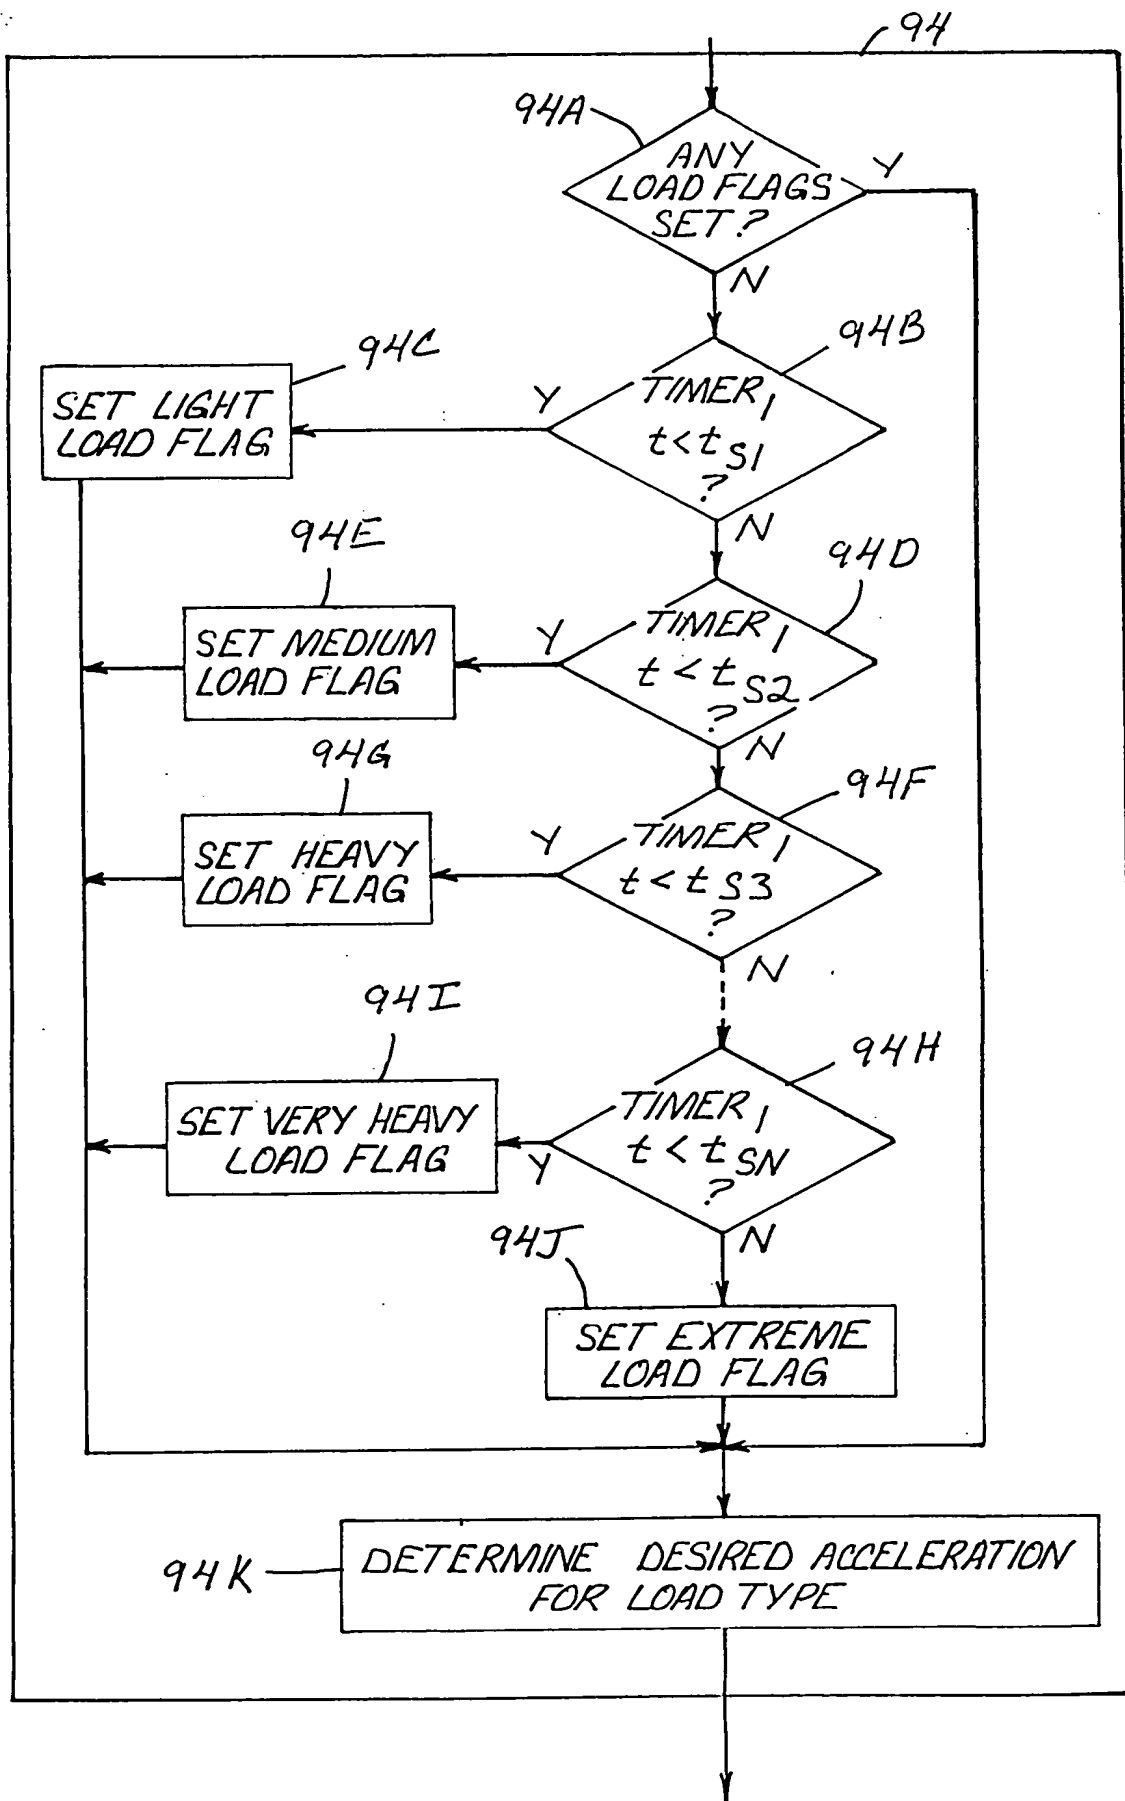 94
94A
ANY
LOAD FLAGS
SET?
Y
N
94B
94C
TIMER1
t < tS1
?
Y
SET LIGHT
LOAD FLAG
N
94D
94E
TIMER1
t < tS2
?
Y
SET MEDIUM
LOAD FLAG
N
94F
94G
TIMER1
t < tS3
?
Y
SET HEAVY
LOAD FLAG
N
94H
94I
TIMER1
t < tSN
?
Y
SET VERY HEAVY
LOAD FLAG
N
94J
SET EXTREME
LOAD FLAG
94K
DETERMINE DESIRED ACCELERATION
FOR LOAD TYPE